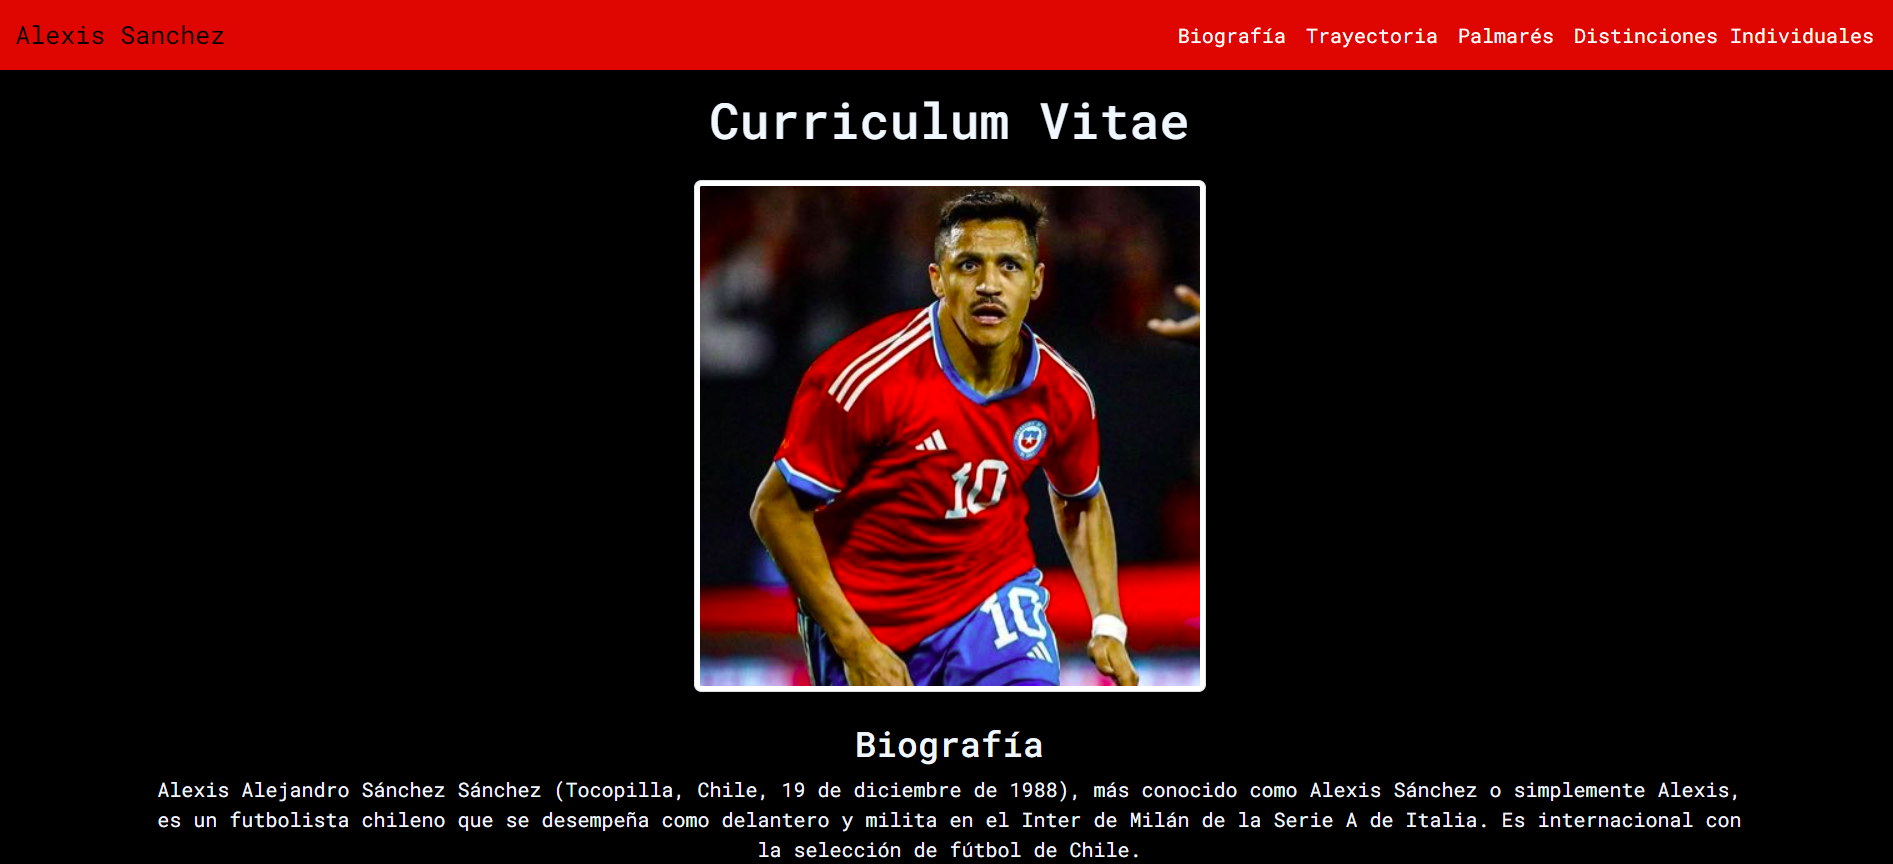 Alexis Sanchez
Biografía Trayectoria Palmarés Distinciones Individuales
Curriculum Vitae
10
10
Biografía
Alexis Alejandro Sánchez Sánchez (Tocopilla, Chile, 19 de diciembre de 1988), más conocido como Alexis Sánchez o simplemente Alexis,
es un futbolista chileno que se desempeña como delantero y milita en el Inter de Milán de la Serie A de Italia. Es internacional con
la selección de fútbol de Chile.